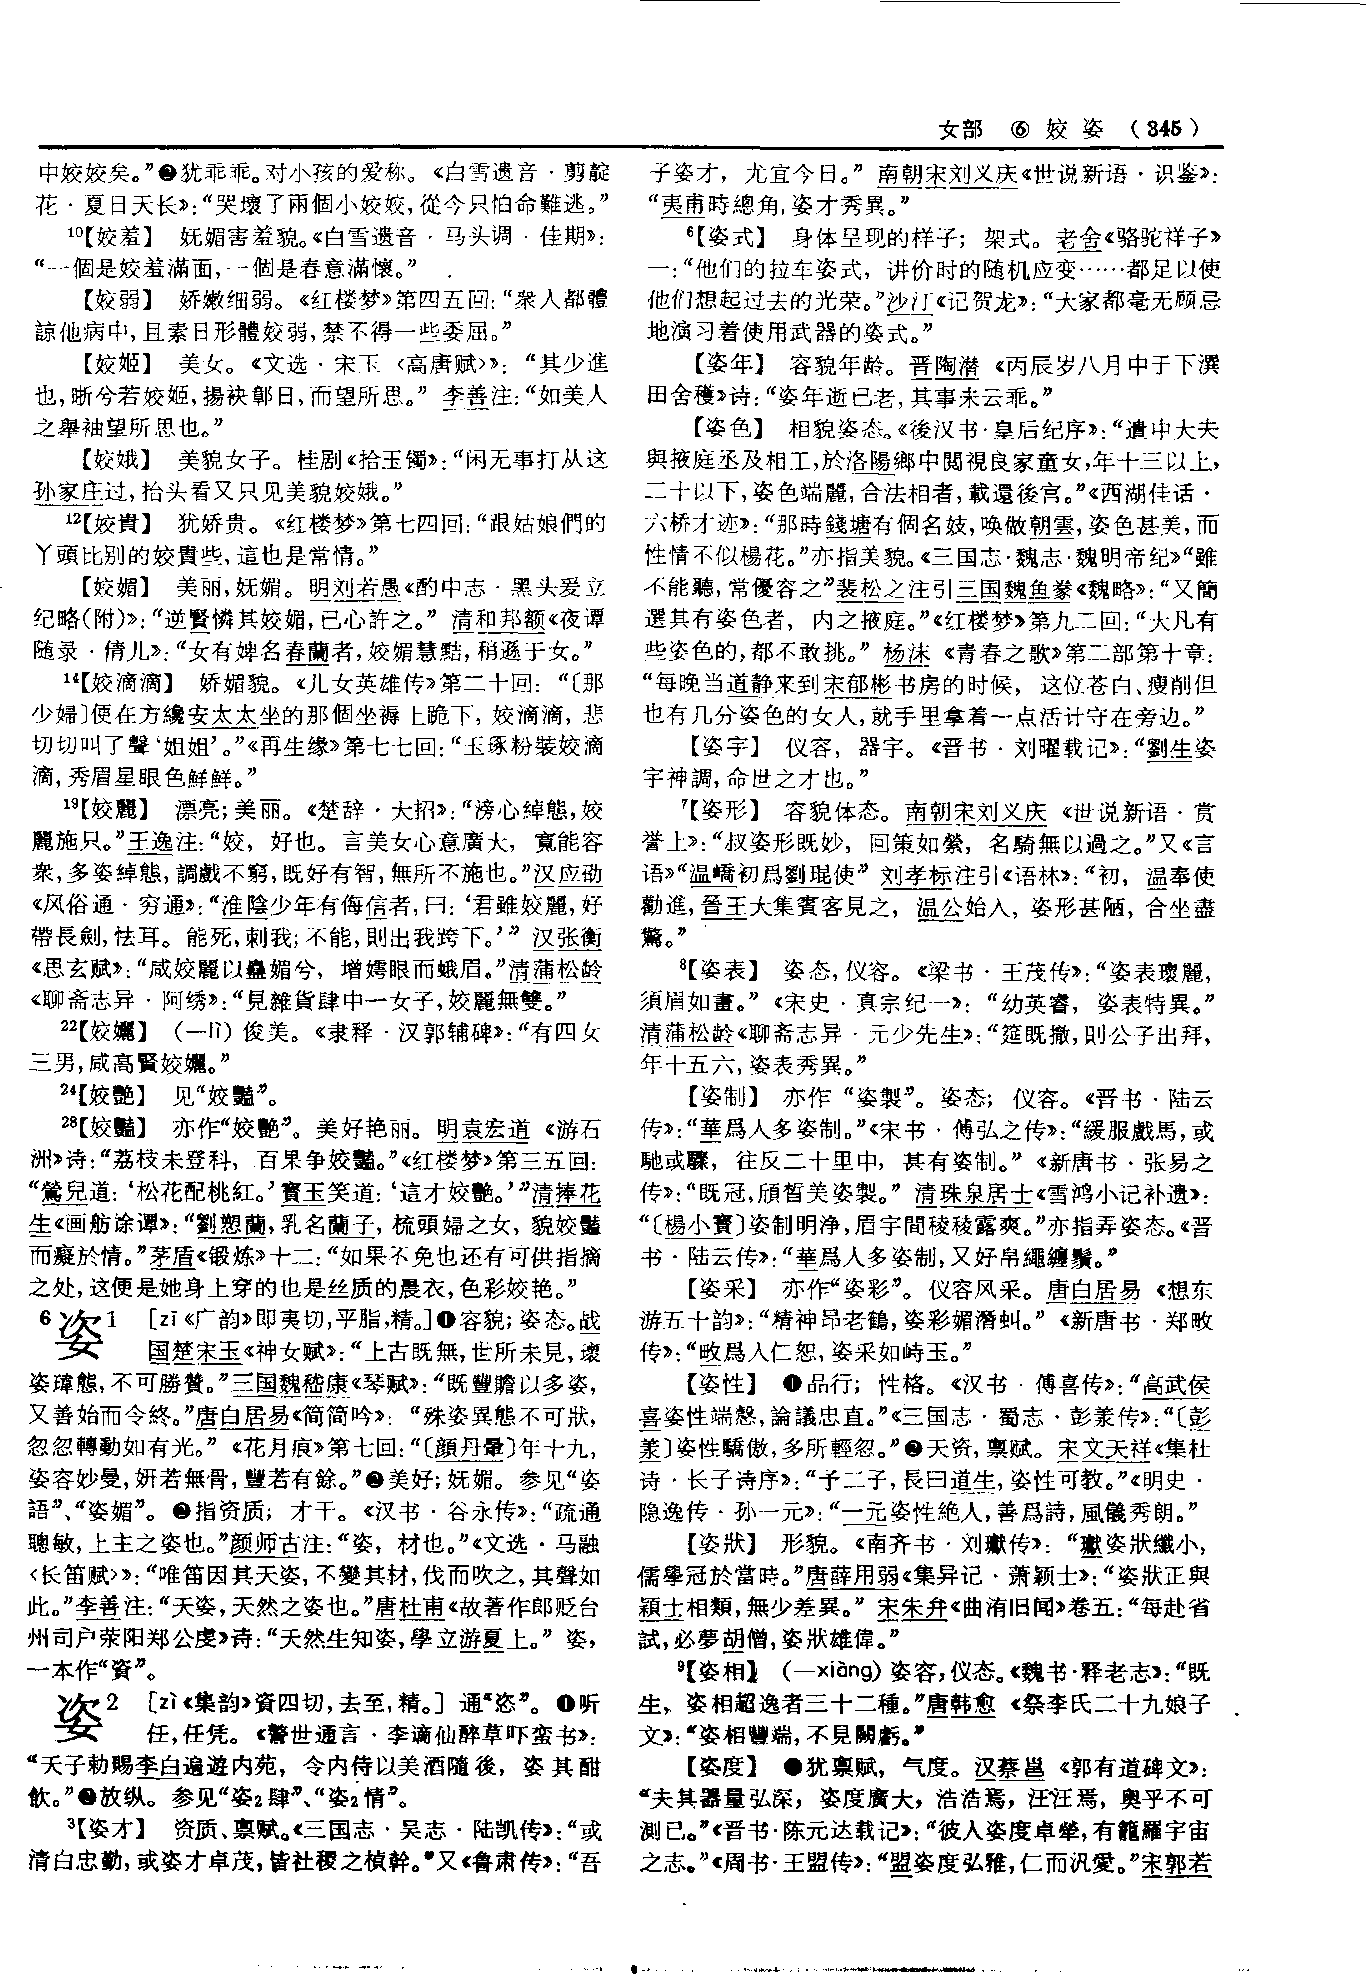 女部 ⑥ 姣 姿 （345）
中姣姣矣。”❷犹乖乖。对小孩的爱称。《白雪遗音·剪靛
花·夏日天长》：“哭壞了兩個小姣姣，從今只怕命難逃。”
¹⁰【姣羞】 妩媚害羞貌。《白雪遗音·马头调·佳期》：
“一個是姣羞滿面，一個是春意滿懷。”
【姣弱】 娇嫩细弱。《红楼梦》第四五回：“衆人都體
諒他病中，且素日形體姣弱，禁不得一些委屈。”
【姣姬】 美女。《文选·宋玉〈高唐赋〉》：“其少進
也，晣兮若姣姬，揚袂鄣日，而望所思。”李善注：“如美人
之舉袖望所思也。”
【姣娥】 美貌女子。桂剧《拾玉镯》：“闲无事打从这
孙家庄过，抬头看又只见美貌姣娥。”
¹²【姣貴】 犹娇贵。《红楼梦》第七四回：“跟姑娘們的
丫頭比别的姣貴些，這也是常情。”
【姣媚】 美丽，妩媚。明刘若愚《酌中志·黑头爰立
纪略（附）》：“逆賢憐其姣媚，已心許之。”清和邦额《夜谭
随录·倩儿》：“女有婢名春蘭者，姣媚慧黠，稍遜于女。”
¹⁴【姣滴滴】 娇媚貌。《儿女英雄传》第二十回：“〔那
少婦〕便在方纔安太太坐的那個坐褥上跪下，姣滴滴，悲
切切叫了聲‘姐姐’。”《再生缘》第七七回：“玉琢粉裝姣滴
滴，秀眉星眼色鮮鮮。”
¹⁹【姣麗】 漂亮；美丽。《楚辞·大招》：“滂心綽態，姣
麗施只。”王逸注：“姣，好也。言美女心意廣大，寬能容
衆，多姿綽態，調戲不窮，既好有智，無所不施也。”汉应劭
《风俗通·穷通》：“淮陰少年有侮信者，曰：‘君雖姣麗，好
帶長劍，怯耳。能死，刺我；不能，則出我跨下。’”汉张衡
《思玄赋》：“咸姣麗以蠱媚兮，增嫮眼而蛾眉。”清蒲松龄
《聊斋志异·阿绣》：“見雜貨肆中一女子，姣麗無雙。”
²²【姣孋】（—lí）俊美。《隶释·汉郭辅碑》：“有四女
三男，咸高賢姣孋。”
²⁴【姣艷】 见“姣豔”。
²⁸【姣豔】 亦作“姣艷”。美好艳丽。明袁宏道《游石
洲》诗：“荔枝未登科，百果争姣豔。”《红楼梦》第三五回：
“鶯兒道：‘松花配桃紅。’寶玉笑道：‘這才姣艷。’”清捧花
生《画舫余谭》：“劉愬蘭，乳名蘭子，梳頭婦之女，貌姣豔
而癡於情。”茅盾《锻炼》十二：“如果不免也还有可供指摘
之处，这便是她身上穿的也是丝质的晨衣，色彩姣艳。”
⁶姿¹ ［zī《广韵》即夷切，平脂，精。］❶容貌；姿态。战
国楚宋玉《神女赋》：“上古既無，世所未見，瓌
姿瑋態，不可勝贊。”三国魏嵇康《琴赋》：“既豐贍以多姿，
又善始而令終。”唐白居易《简简吟》：“殊姿異態不可狀，
忽忽轉動如有光。”《花月痕》第七回：“〔顔丹暈〕年十九，
姿容妙曼，妍若無骨，豐若有餘。”❷美好；妩媚。参见“姿
語”、“姿媚”。❸指资质；才干。《汉书·谷永传》：“疏通
聰敏，上主之姿也。”颜师古注：“姿，材也。”《文选·马融
〈长笛赋〉》：“唯笛因其天姿，不變其材，伐而吹之，其聲如
此。”李善注：“天姿，天然之姿也。”唐杜甫《故著作郎贬台
州司户荥阳郑公虔》诗：“天然生知姿，學立游夏上。”姿，
一本作“資”。
姿² ［zì《集韵》資四切，去至，精。］通“恣”。❶听
任，任凭。《警世通言·李谪仙醉草吓蛮书》：
“天子勅賜李白遍遊内苑，令内侍以美酒隨後，姿其酣
飲。”❷放纵。参见“姿₂肆”、“姿₂情”。
³【姿才】 资质、禀赋。《三国志·吴志·陆凯传》：“或
清白忠勤，或姿才卓茂，皆社稷之楨幹。”又《鲁肃传》：“吾
子姿才，尤宜今日。”南朝宋刘义庆《世说新语·识鉴》：
“夷甫時總角，姿才秀異。”
⁶【姿式】 身体呈现的样子；架式。老舍《骆驼祥子》
一：“他们的拉车姿式，讲价时的随机应变……都足以使
他们想起过去的光荣。”沙汀《记贺龙》：“大家都毫无顾忌
地演习着使用武器的姿式。”
【姿年】 容貌年龄。晋陶潜《丙辰岁八月中于下潠
田舍穫》诗：“姿年逝已老，其事未云乖。”
【姿色】 相貌姿态。《後汉书·皇后纪序》：“遣中大夫
與掖庭丞及相工，於洛陽鄉中閲視良家童女，年十三以上，
二十以下，姿色端麗，合法相者，載還後宫。”《西湖佳话·
六桥才迹》：“那時錢塘有個名妓，唤做朝雲，姿色甚美，而
性情不似楊花。”亦指美貌。《三国志·魏志·魏明帝纪》“雖
不能聽，常優容之”裴松之注引三国魏鱼豢《魏略》：“又簡
選其有姿色者，内之掖庭。”《红楼梦》第九二回：“大凡有
些姿色的，都不敢挑。”杨沫《青春之歌》第二部第十章：
“每晚当道静来到宋郁彬书房的时候，这位苍白、瘦削但
也有几分姿色的女人，就手里拿着一点活计守在旁边。”
【姿宇】 仪容，器宇。《晋书·刘曜载记》：“劉生姿
宇神調，命世之才也。”
⁷【姿形】 容貌体态。南朝宋刘义庆《世说新语·赏
誉上》：“叔姿形既妙，回策如縈，名騎無以過之。”又《言
语》“温嶠初爲劉琨使”刘孝标注引《语林》：“初，温奉使
勸進，晉王大集賓客見之，温公始入，姿形甚陋，合坐盡
驚。”
⁸【姿表】 姿态，仪容。《梁书·王茂传》：“姿表瓌麗，
須眉如畫。”《宋史·真宗纪一》：“幼英睿，姿表特異。”
清蒲松龄《聊斋志异·元少先生》：“筵既撤，則公子出拜，
年十五六，姿表秀異。”
【姿制】 亦作“姿製”。姿态；仪容。《晋书·陆云
传》：“華爲人多姿制。”《宋书·傅弘之传》：“緩服戲馬，或
馳或驟，往反二十里中，甚有姿制。”《新唐书·张易之
传》：“既冠，頎晳美姿製。”清珠泉居士《雪鸿小记补遗》：
“〔楊小寶〕姿制明净，眉宇間稜稜露爽。”亦指弄姿态。《晋
书·陆云传》：“華爲人多姿制，又好帛繩纏鬚。”
【姿采】 亦作“姿彩”。仪容风采。唐白居易《想东
游五十韵》：“精神昂老鶴，姿彩媚潛虯。”《新唐书·郑畋
传》：“畋爲人仁恕，姿采如峙玉。”
【姿性】 ❶品行；性格。《汉书·傅喜传》：“高武侯
喜姿性端愨，論議忠直。”《三国志·蜀志·彭羕传》：“〔彭
羕〕姿性驕傲，多所輕忽。”❷天资，禀赋。宋文天祥《集杜
诗·长子诗序》：“予二子，長曰道生，姿性可教。”《明史·
隐逸传·孙一元》：“一元姿性絶人，善爲詩，風儀秀朗。”
【姿狀】 形貌。《南齐书·刘瓛传》：“瓛姿狀纖小，
儒學冠於當時。”唐薛用弱《集异记·萧颖士》：“姿狀正與
穎士相類，無少差異。”宋朱弁《曲洧旧闻》卷五：“每赴省
試，必夢胡僧，姿狀雄偉。”
⁹【姿相】（—xiàng）姿容，仪态。《魏书·释老志》：“既
生，姿相超逸者三十二種。”唐韩愈《祭李氏二十九娘子
文》：“姿相豐端，不見闕虧。”
【姿度】 ❶犹禀赋，气度。汉蔡邕《郭有道碑文》：
“夫其器量弘深，姿度廣大，浩浩焉，汪汪焉，奥乎不可
測已。”《晋书·陈元达载记》：“彼人姿度卓犖，有籠羅宇宙
之志。”《周书·王盟传》：“盟姿度弘雅，仁而汎愛。”宋郭若